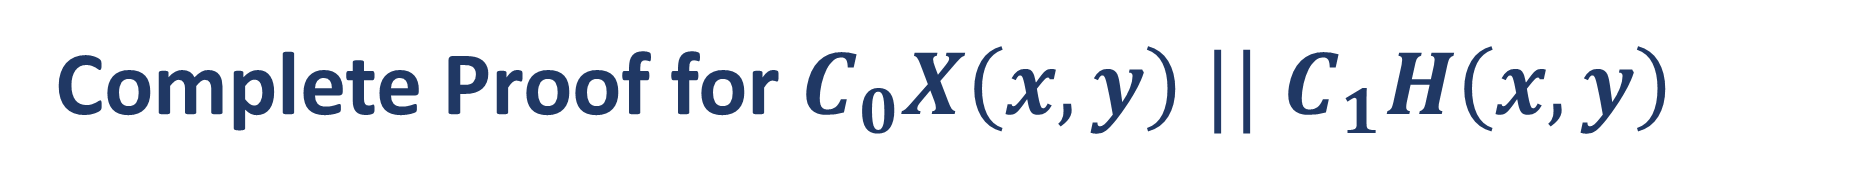 Complete Proof for C₀X(x, y) || C₁H(x, y)